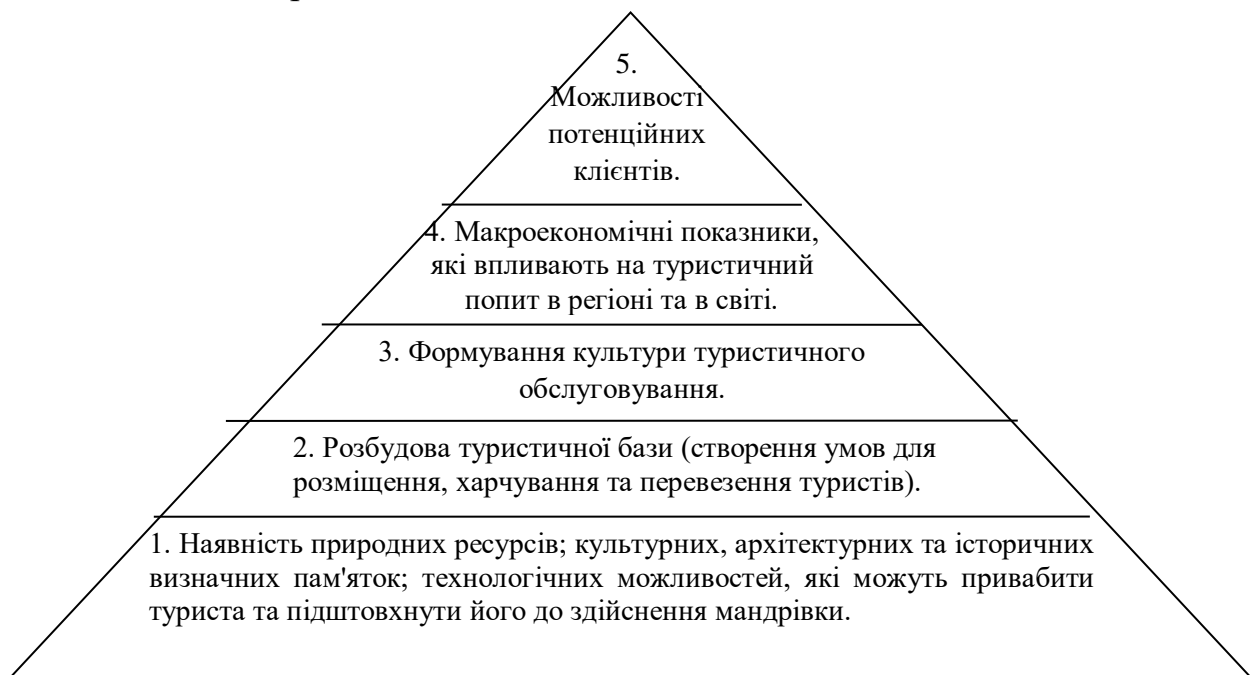 5.
Можливості
потенційних
клієнтів.
4. Макроекономічні показники,
які впливають на туристичний
попит в регіоні та в світі.
3. Формування культури туристичного
обслуговування.
2. Розбудова туристичної бази (створення умов для
розміщення, харчування та перевезення туристів).
1. Наявність природних ресурсів; культурних, архітектурних та історичних
визначних пам'яток; технологічних можливостей, які можуть привабити
туриста та підштовхнути його до здійснення мандрівки.